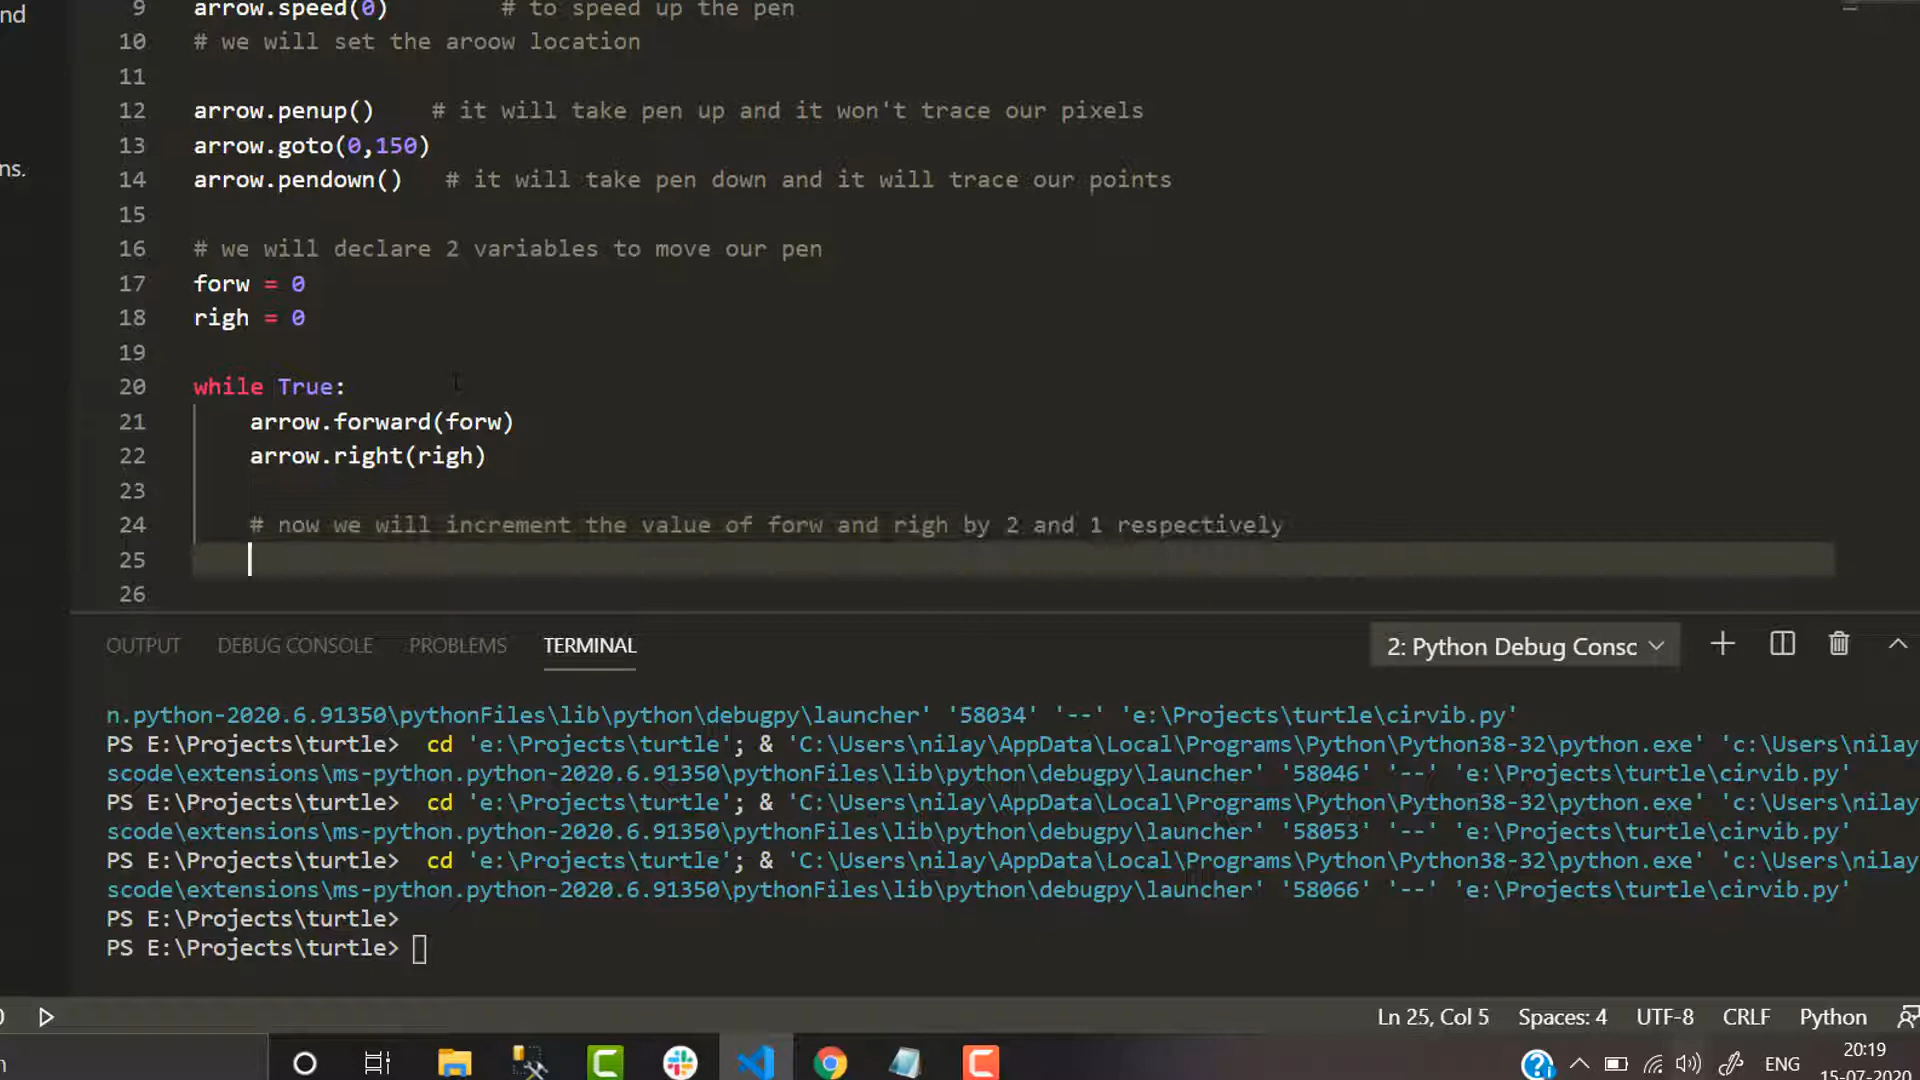 nd
ns.
9 arrow.speed(0) # to speed up the pen
10 # we will set the aroow location
11
12 arrow.penup() # it will take pen up and it won't trace our pixels
13 arrow.goto(0,150)
14 arrow.pendown() # it will take pen down and it will trace our points
15
16 # we will declare 2 variables to move our pen
17 forw = 0
18 righ = 0
19
20 while True:
21 arrow.forward(forw)
22 arrow.right(righ)
23
24 # now we will increment the value of forw and righ by 2 and 1 respectively
25
26
OUTPUT DEBUG CONSOLE PROBLEMS TERMINAL 2: Python Debug Consc
n.python-2020.6.91350\pythonFiles\lib\python\debugpy\launcher' '58034' '--' 'e:\Projects\turtle\cirvib.py'
PS E:\Projects\turtle> cd 'e:\Projects\turtle'; & 'C:\Users\nilay\AppData\Local\Programs\Python\Python38-32\python.exe' 'c:\Users\nilay
scode\extensions\ms-python.python-2020.6.91350\pythonFiles\lib\python\debugpy\launcher' '58046' '--' 'e:\Projects\turtle\cirvib.py'
PS E:\Projects\turtle> cd 'e:\Projects\turtle'; & 'C:\Users\nilay\AppData\Local\Programs\Python\Python38-32\python.exe' 'c:\Users\nilay
scode\extensions\ms-python.python-2020.6.91350\pythonFiles\lib\python\debugpy\launcher' '58053' '--' 'e:\Projects\turtle\cirvib.py'
PS E:\Projects\turtle> cd 'e:\Projects\turtle'; & 'C:\Users\nilay\AppData\Local\Programs\Python\Python38-32\python.exe' 'c:\Users\nilay
scode\extensions\ms-python.python-2020.6.91350\pythonFiles\lib\python\debugpy\launcher' '58066' '--' 'e:\Projects\turtle\cirvib.py'
PS E:\Projects\turtle>
PS E:\Projects\turtle>
Ln 25, Col 5 Spaces: 4 UTF-8 CRLF Python
ENG 20:19
15-07-2020